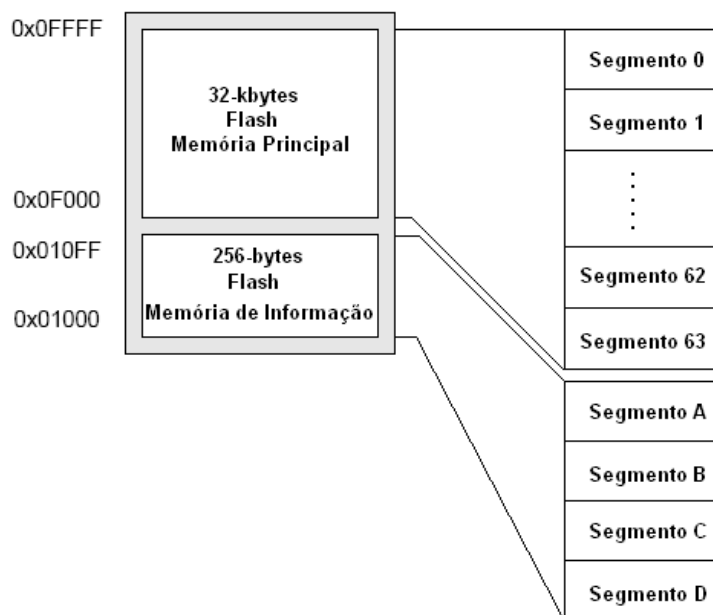 0x0FFFF
32-kbytes
Flash
Memória Principal
0x0F000
0x010FF
256-bytes
Flash
Memória de Informação
0x01000
Segmento 0
Segmento 1
Segmento 62
Segmento 63
Segmento A
Segmento B
Segmento C
Segmento D